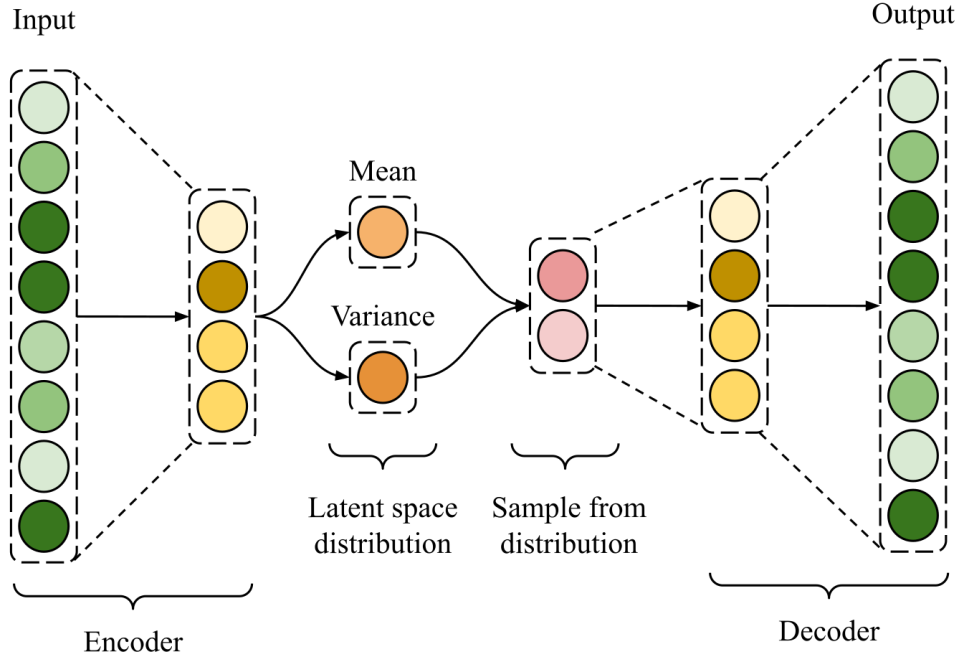 Input
Output
Mean
Variance
Latent space
distribution
Sample from
distribution
Encoder
Decoder